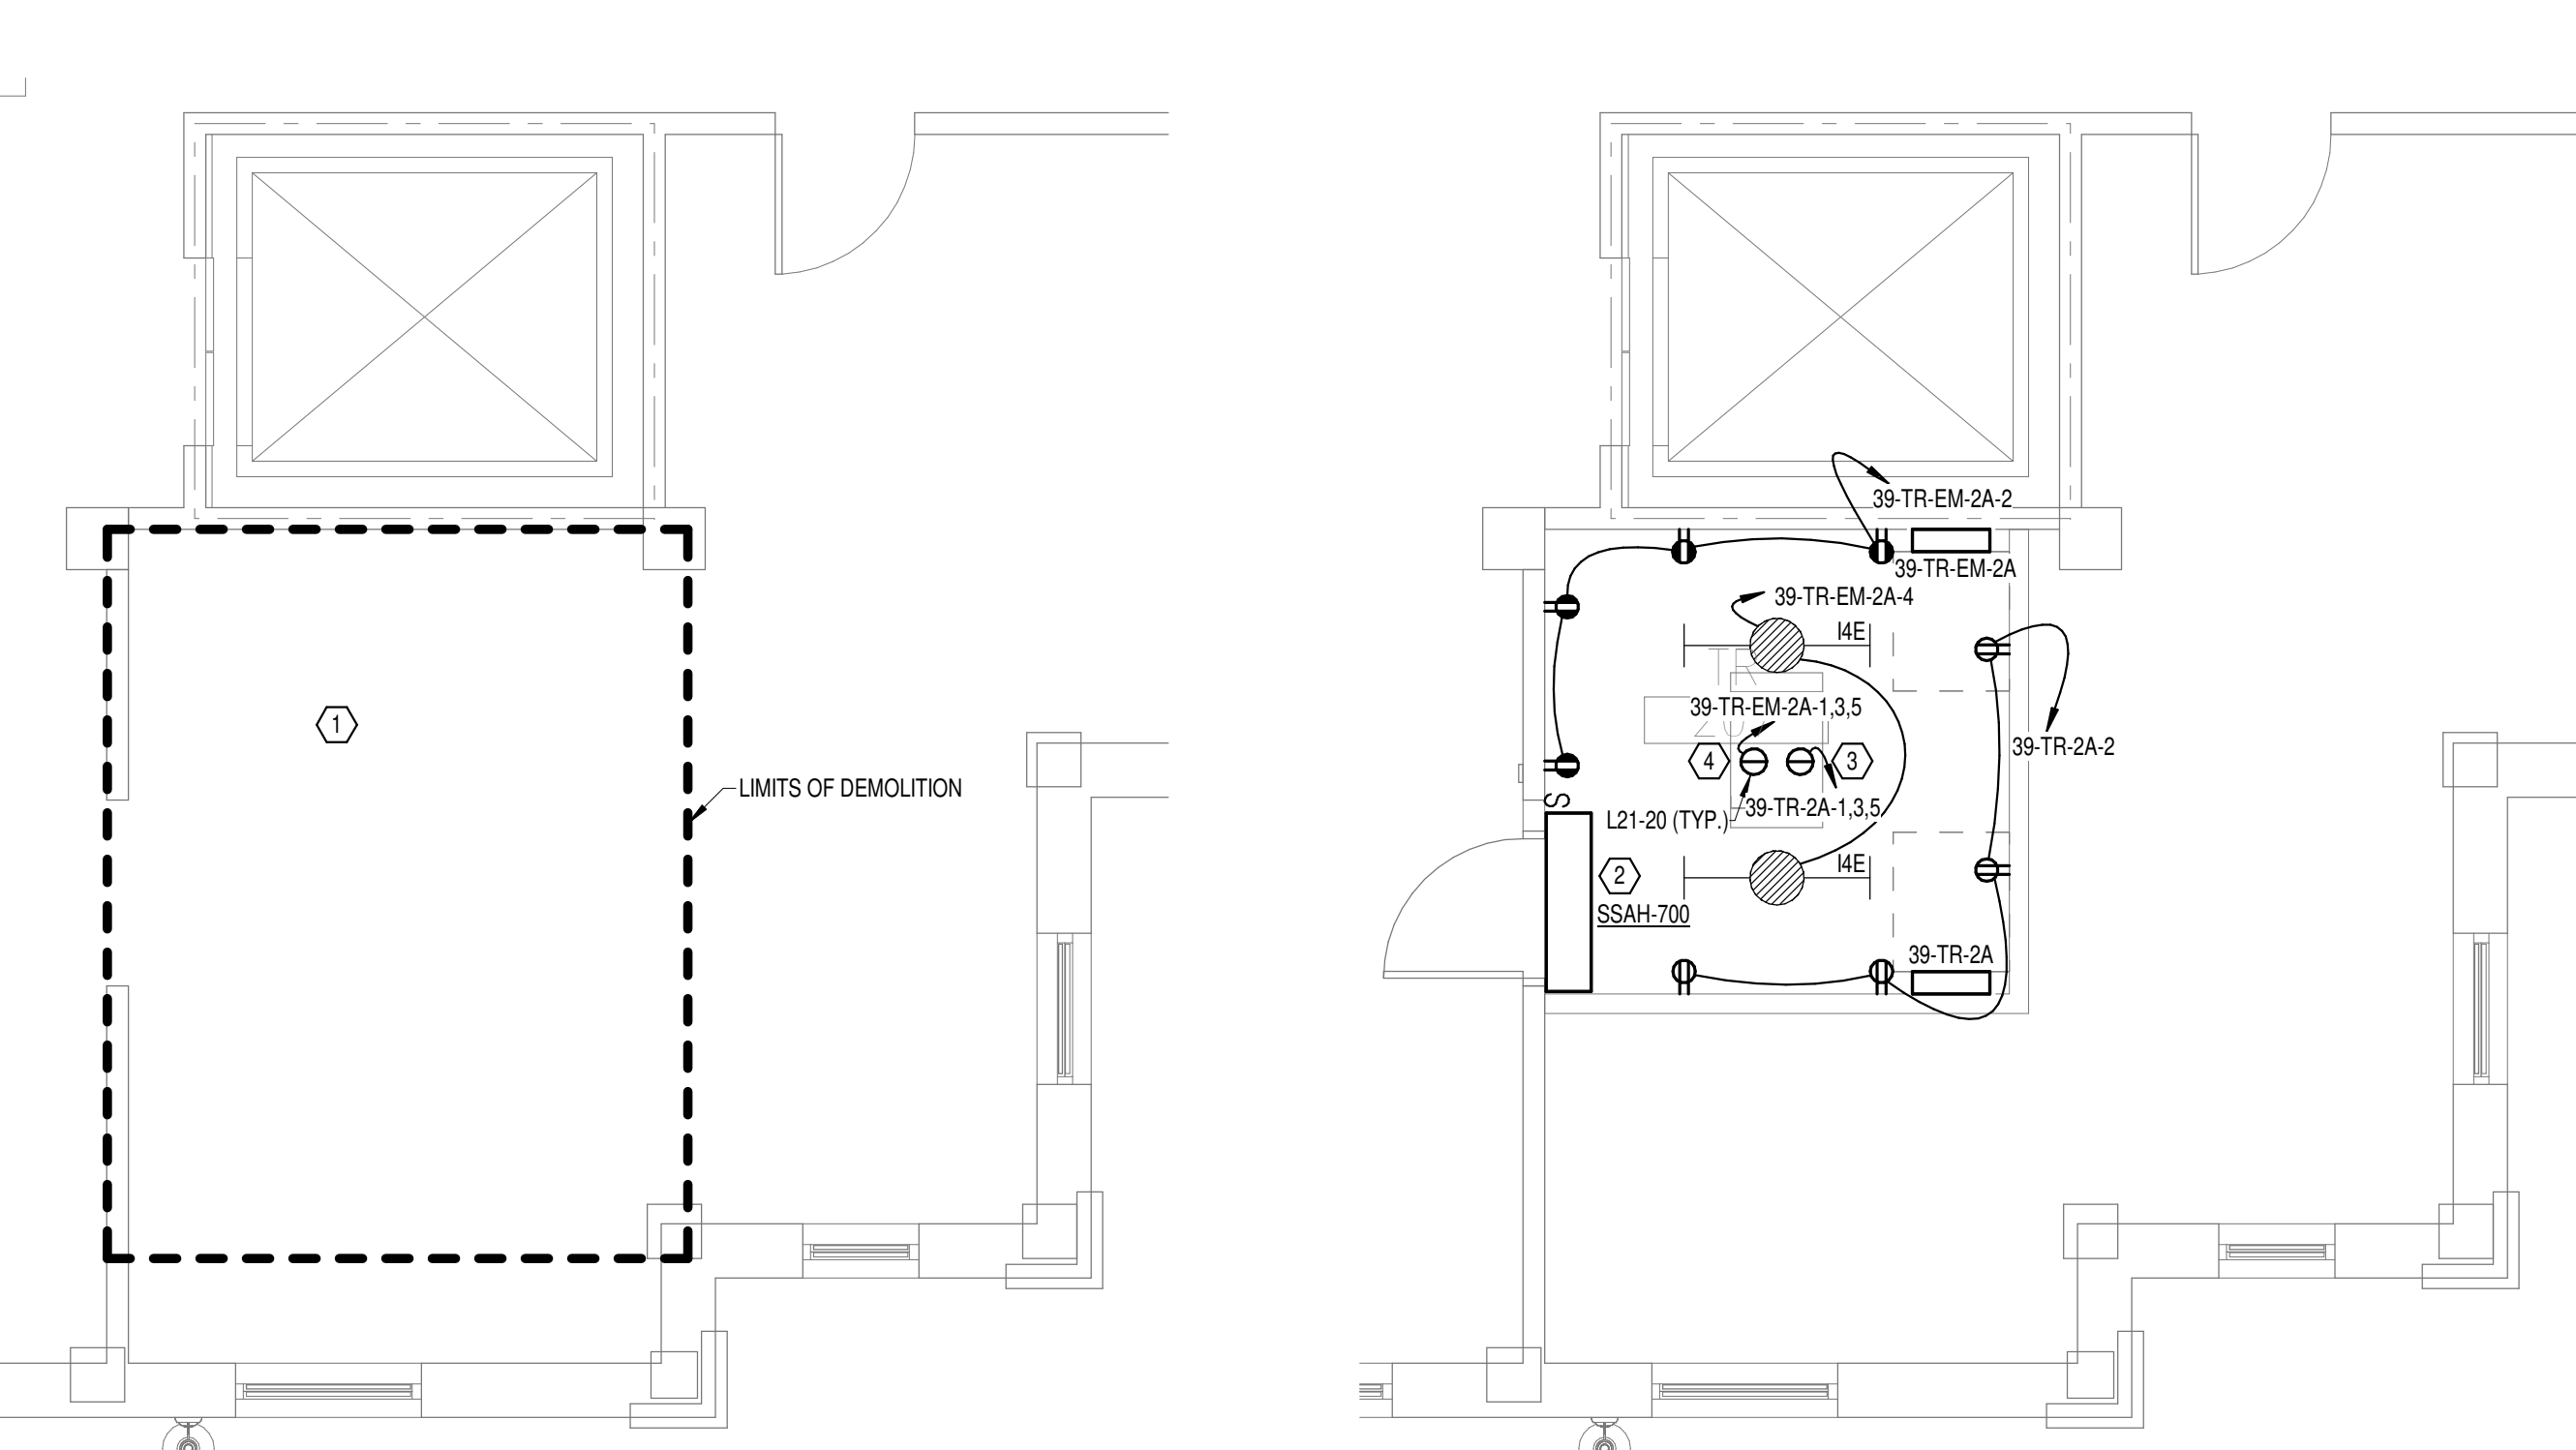 1
LIMITS OF DEMOLITION
39-TR-EM-2A-2
39-TR-EM-2A
39-TR-EM-2A-4
I4E
TR
39-TR-EM-2A-1,3,5
39-TR-2A-2
4
3
S
39-TR-2A-1,3,5
L21-20 (TYP.)
I4E
2
SSAH-700
39-TR-2A